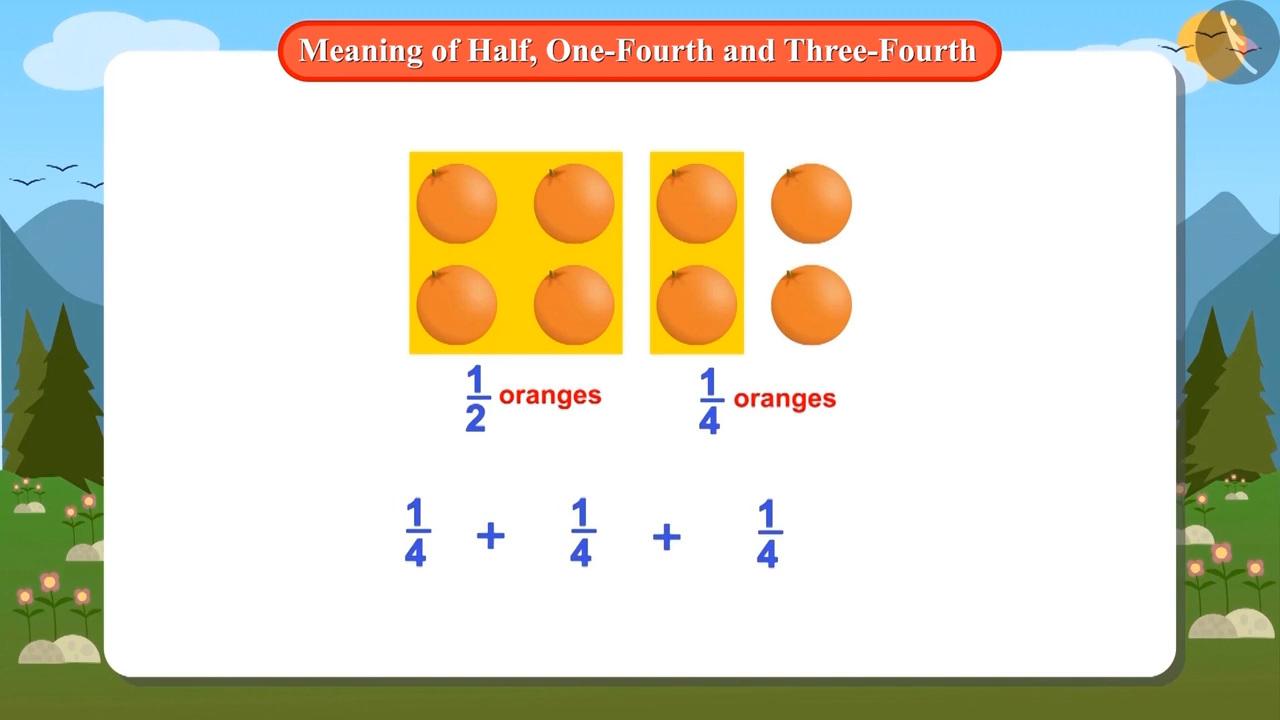 Meaning of Half, One-Fourth and Three-Fourth
1/2 oranges 1/4 oranges
1/4 + 1/4 + 1/4